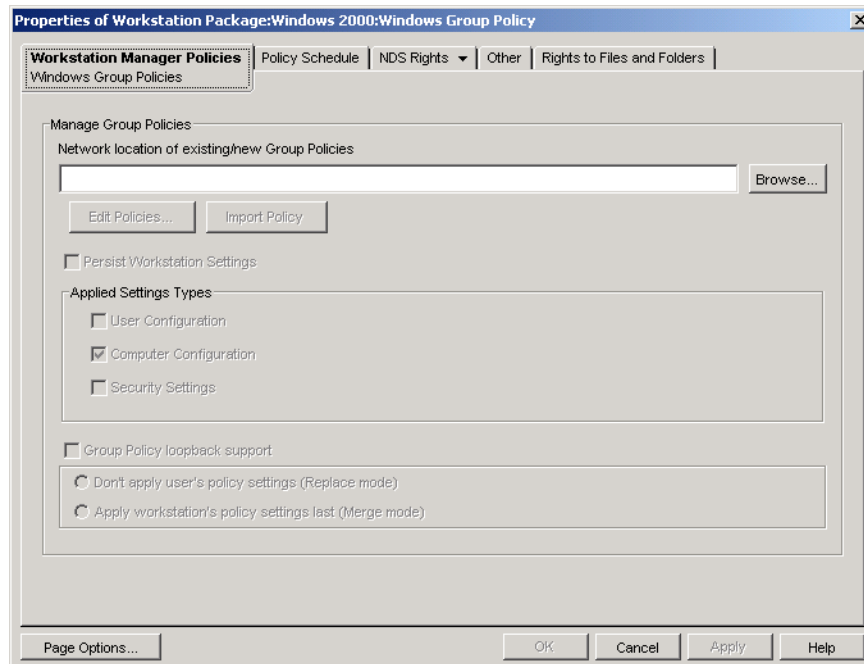 Properties of Workstation Package:Windows 2000:Windows Group Policy
Workstation Manager Policies
Policy Schedule
NDS Rights
Other
Rights to Files and Folders
Windows Group Policies
Manage Group Policies
Network location of existing/new Group Policies
Browse...
Edit Policies...
Import Policy
Persist Workstation Settings
Applied Settings Types
User Configuration
Computer Configuration
Security Settings
Group Policy loopback support
Don't apply user's policy settings (Replace mode)
Apply workstation's policy settings last (Merge mode)
Page Options...
OK
Cancel
Apply
Help